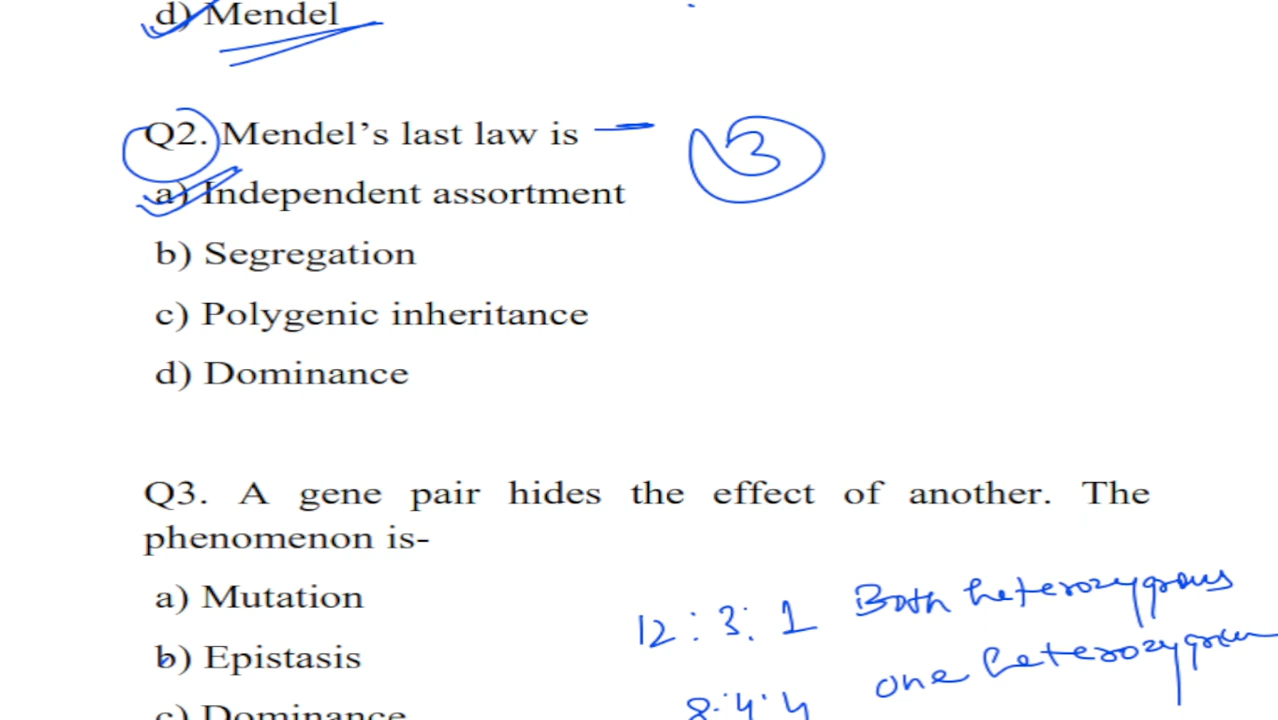 d) Mendel
Q2. Mendel's last law is –
3
a) Independent assortment
b) Segregation
c) Polygenic inheritance
d) Dominance
Q3. A gene pair hides the effect of another. The
phenomenon is-
a) Mutation
12 : 3 : 1 Both heterozygous
b) Epistasis
one heterozygous
8 : 4 : 4
c) Dominance